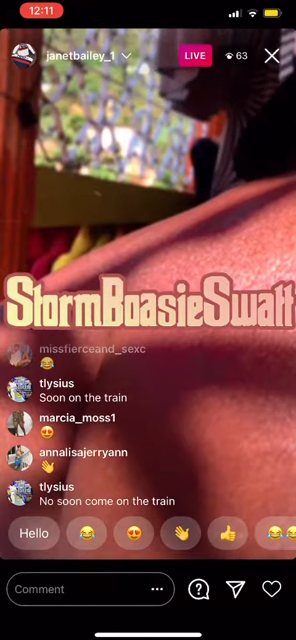 12:11
janetbailey_1
LIVE
63
StormBoasieSwatt
missfierceand_sexc
😂
tlysius
Soon on the train
marcia_moss1
😍
annalisajerryann
👋
tlysius
No soon come on the train
Hello 😂 😍 👋 👍 😂😂
Comment